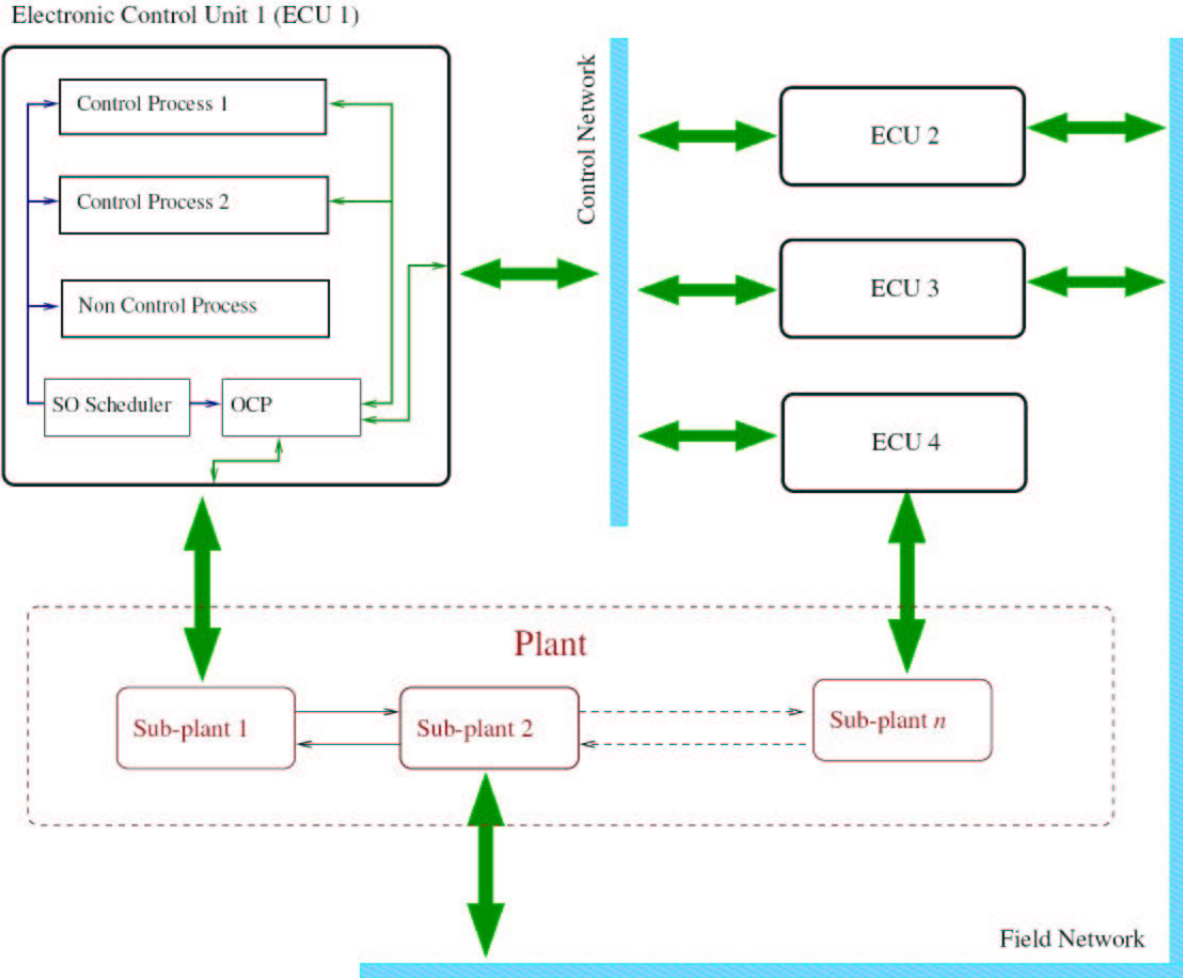 Electronic Control Unit 1 (ECU 1)
Control Process 1
Control Process 2
Non Control Process
SO Scheduler
OCP
Control Network
ECU 2
ECU 3
ECU 4
Plant
Sub-plant 1
Sub-plant 2
Sub-plant n
Field Network